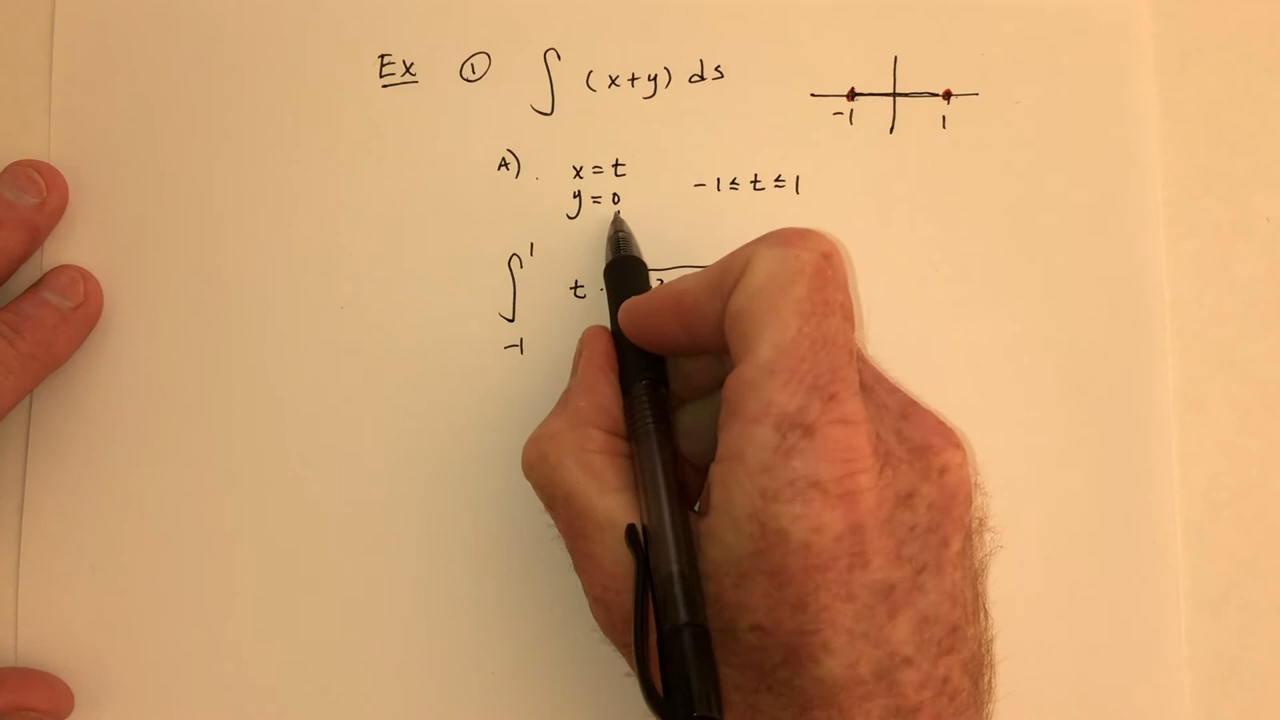 Ex ① ∫ (x+y) ds
-1 1
A). x = t
y = 0
-1 ≤ t ≤ 1
∫ 1 -1 t ·